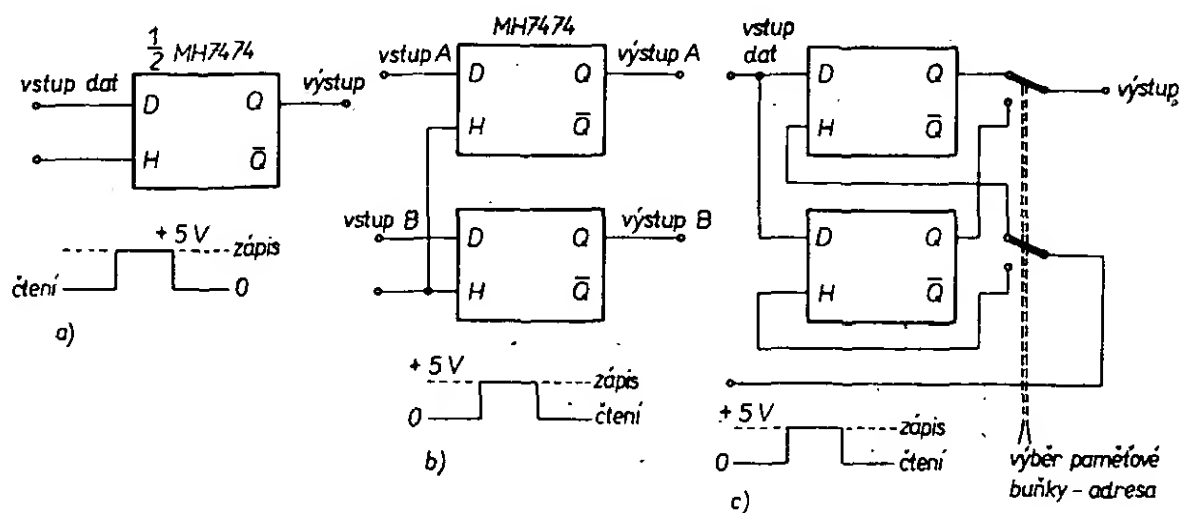 ½ MH7474
vstup dat
výstup
D
Q
H
Q̄
+ 5 V
zápis
čtení
0
a)
MH7474
vstup A
výstup A
D
Q
H
Q̄
vstup B
výstup B
D
Q
H
Q̄
+ 5 V
zápis
0
čtení
b)
vstup
dat
D
Q
výstup
H
Q̄
D
Q
H
Q̄
+ 5 V
zápis
0
čtení
c)
výběr paměťové
buňky - adresa